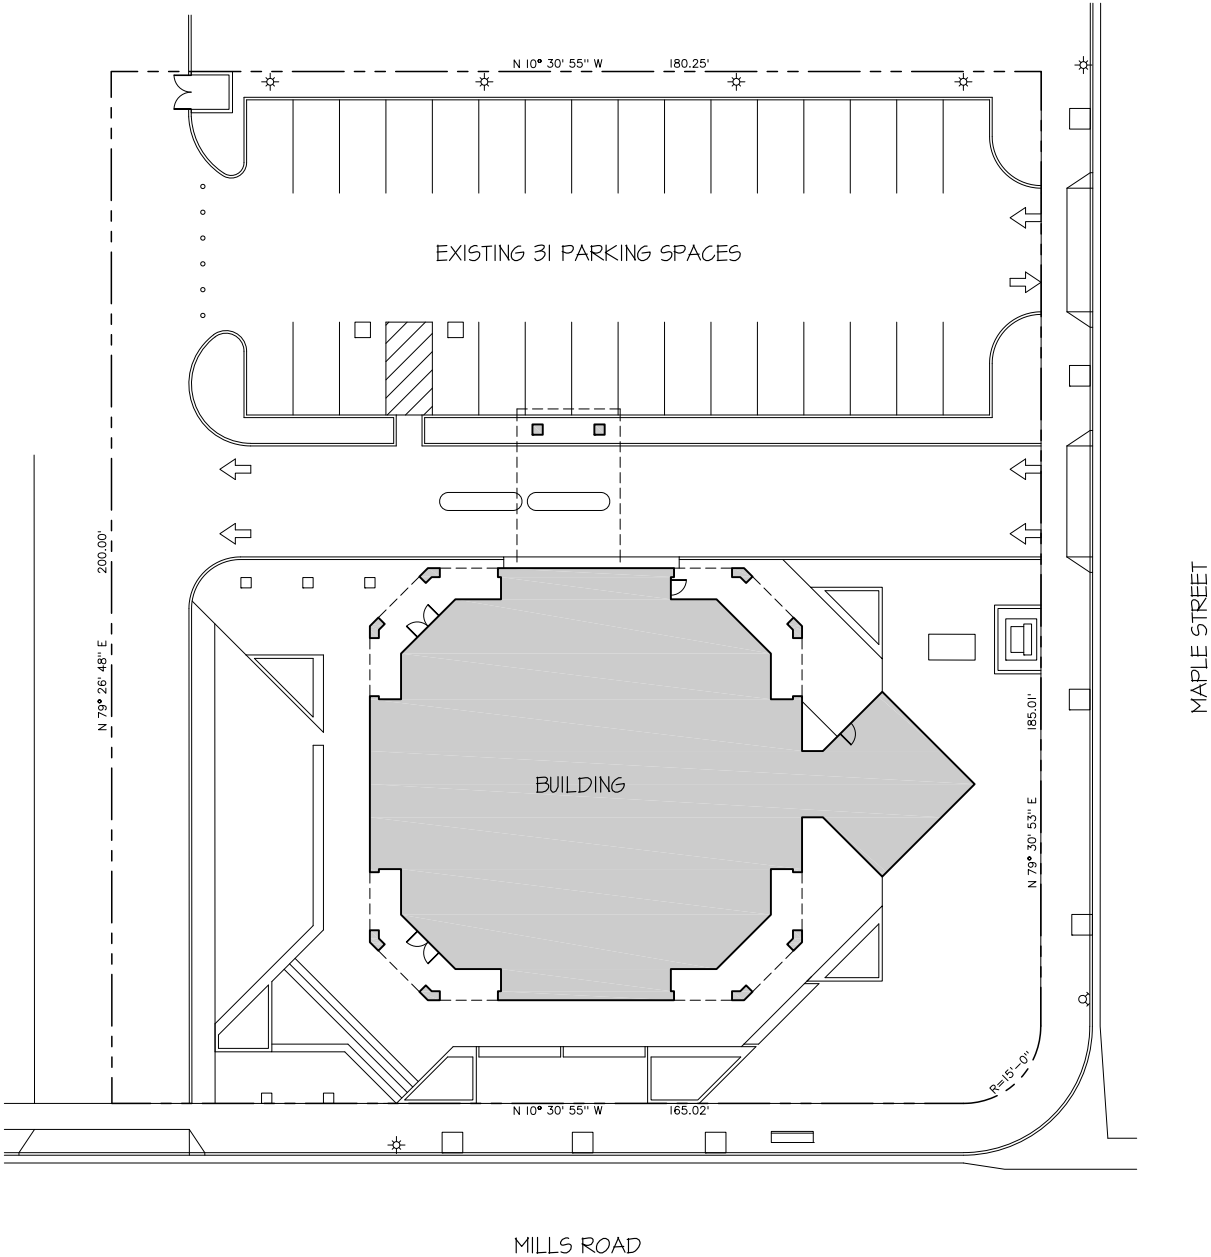 N 10° 30' 55" W 180.25'
EXISTING 31 PARKING SPACES
N 79° 26' 48" E 200.00'
MAPLE STREET
N 79° 30' 53" E 185.01'
BUILDING
R=15'-0"
N 10° 30' 55" W 165.02'
MILLS ROAD